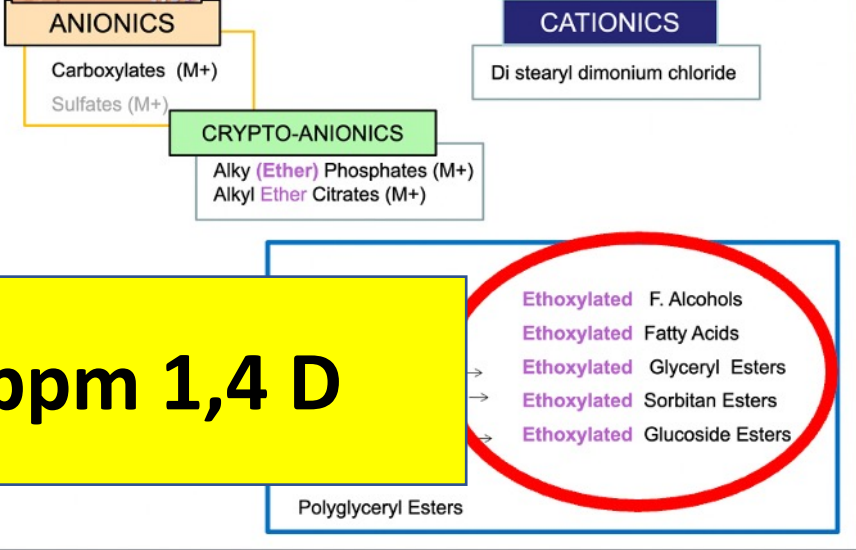 ANIONICS
Carboxylates (M+)
Sulfates (M+)
CATIONICS
Di stearyl dimonium chloride
CRYPTO-ANIONICS
Alky (Ether) Phosphates (M+)
Alkyl Ether Citrates (M+)
ppm 1,4 D
Ethoxylated F. Alcohols
Ethoxylated Fatty Acids
→ Ethoxylated Glyceryl Esters
→ Ethoxylated Sorbitan Esters
→ Ethoxylated Glucoside Esters
Polyglyceryl Esters